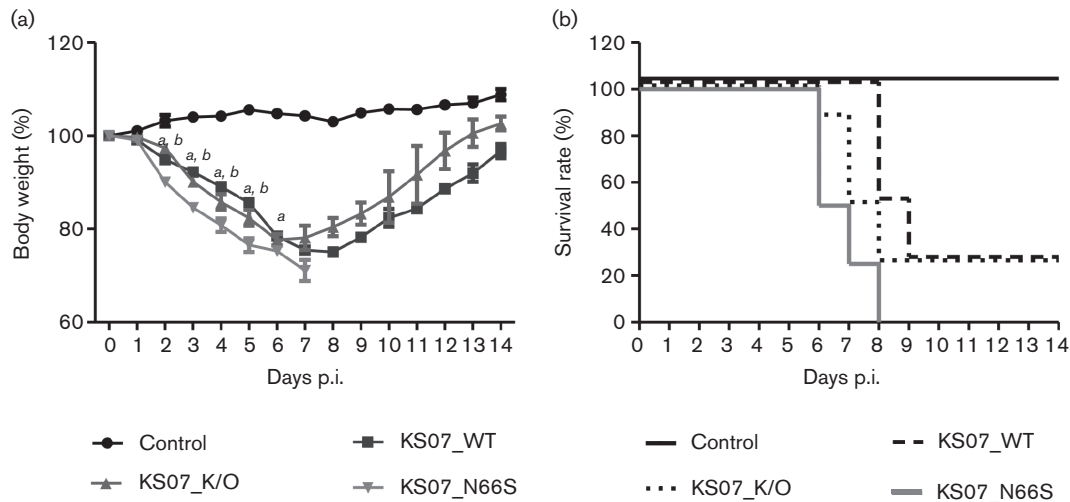 (a)
120
100
80
60
Body weight (%)
a, b
a, b
a, b
a, b
a
0 1 2 3 4 5 6 7 8 9 10 11 12 13 14
Days p.i.
Control
KS07_WT
KS07_K/O
KS07_N66S
(b)
120
100
80
60
40
20
0
Survival rate (%)
0 1 2 3 4 5 6 7 8 9 10 11 12 13 14
Days p.i.
Control
KS07_WT
KS07_K/O
KS07_N66S